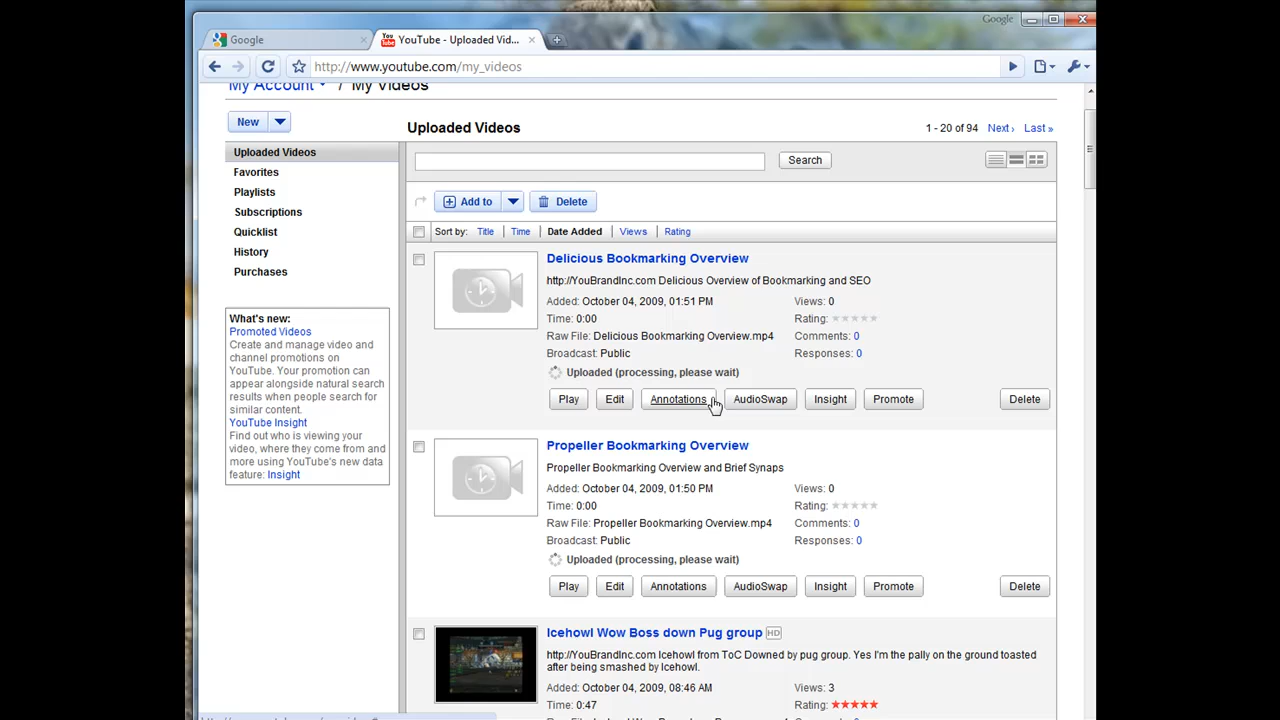 Google
Google
YouTube - Uploaded Vid...
http://www.youtube.com/my_videos
My Account / My Videos
New
Uploaded Videos
1 - 20 of 94 Next › Last »
Uploaded Videos
Favorites
Playlists
Subscriptions
Quicklist
History
Purchases
What's new:
Promoted Videos
Create and manage video and
channel promotions on
YouTube. Your promotion can
appear alongside natural search
results when people search for
similar content.
YouTube Insight
Find out who is viewing your
video, where they come from and
more using YouTube's new data
feature: Insight
Search
Add to
Delete
Sort by: Title Time Date Added Views Rating
Delicious Bookmarking Overview
http://YouBrandInc.com Delicious Overview of Bookmarking and SEO
Added: October 04, 2009, 01:51 PM
Views: 0
Time: 0:00
Rating:
Raw File: Delicious Bookmarking Overview.mp4
Comments: 0
Broadcast: Public
Responses: 0
Uploaded (processing, please wait)
Play Edit Annotations AudioSwap Insight Promote Delete
Propeller Bookmarking Overview
Propeller Bookmarking Overview and Brief Synaps
Added: October 04, 2009, 01:50 PM
Views: 0
Time: 0:00
Rating:
Raw File: Propeller Bookmarking Overview.mp4
Comments: 0
Broadcast: Public
Responses: 0
Uploaded (processing, please wait)
Play Edit Annotations AudioSwap Insight Promote Delete
Icehowl Wow Boss down Pug group HD
http://YouBrandInc.com Icehowl from ToC Downed by pug group. Yes I'm the pally on the ground toasted
after being smashed by Icehowl.
Added: October 04, 2009, 08:46 AM
Views: 3
Time: 0:47
Rating: